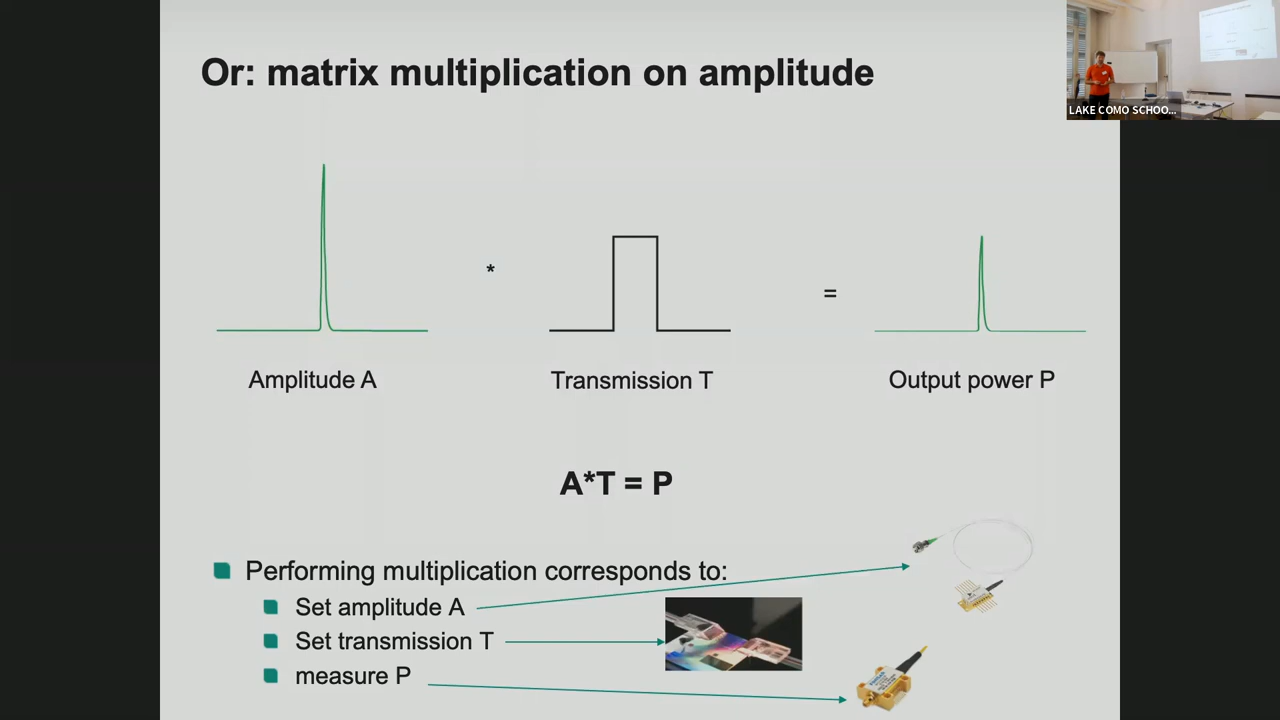 Or: matrix multiplication on amplitude
LAKE COMO SCHOO...
*
=
Amplitude A
Transmission T
Output power P
A*T = P
Performing multiplication corresponds to:
Set amplitude A
Set transmission T
measure P